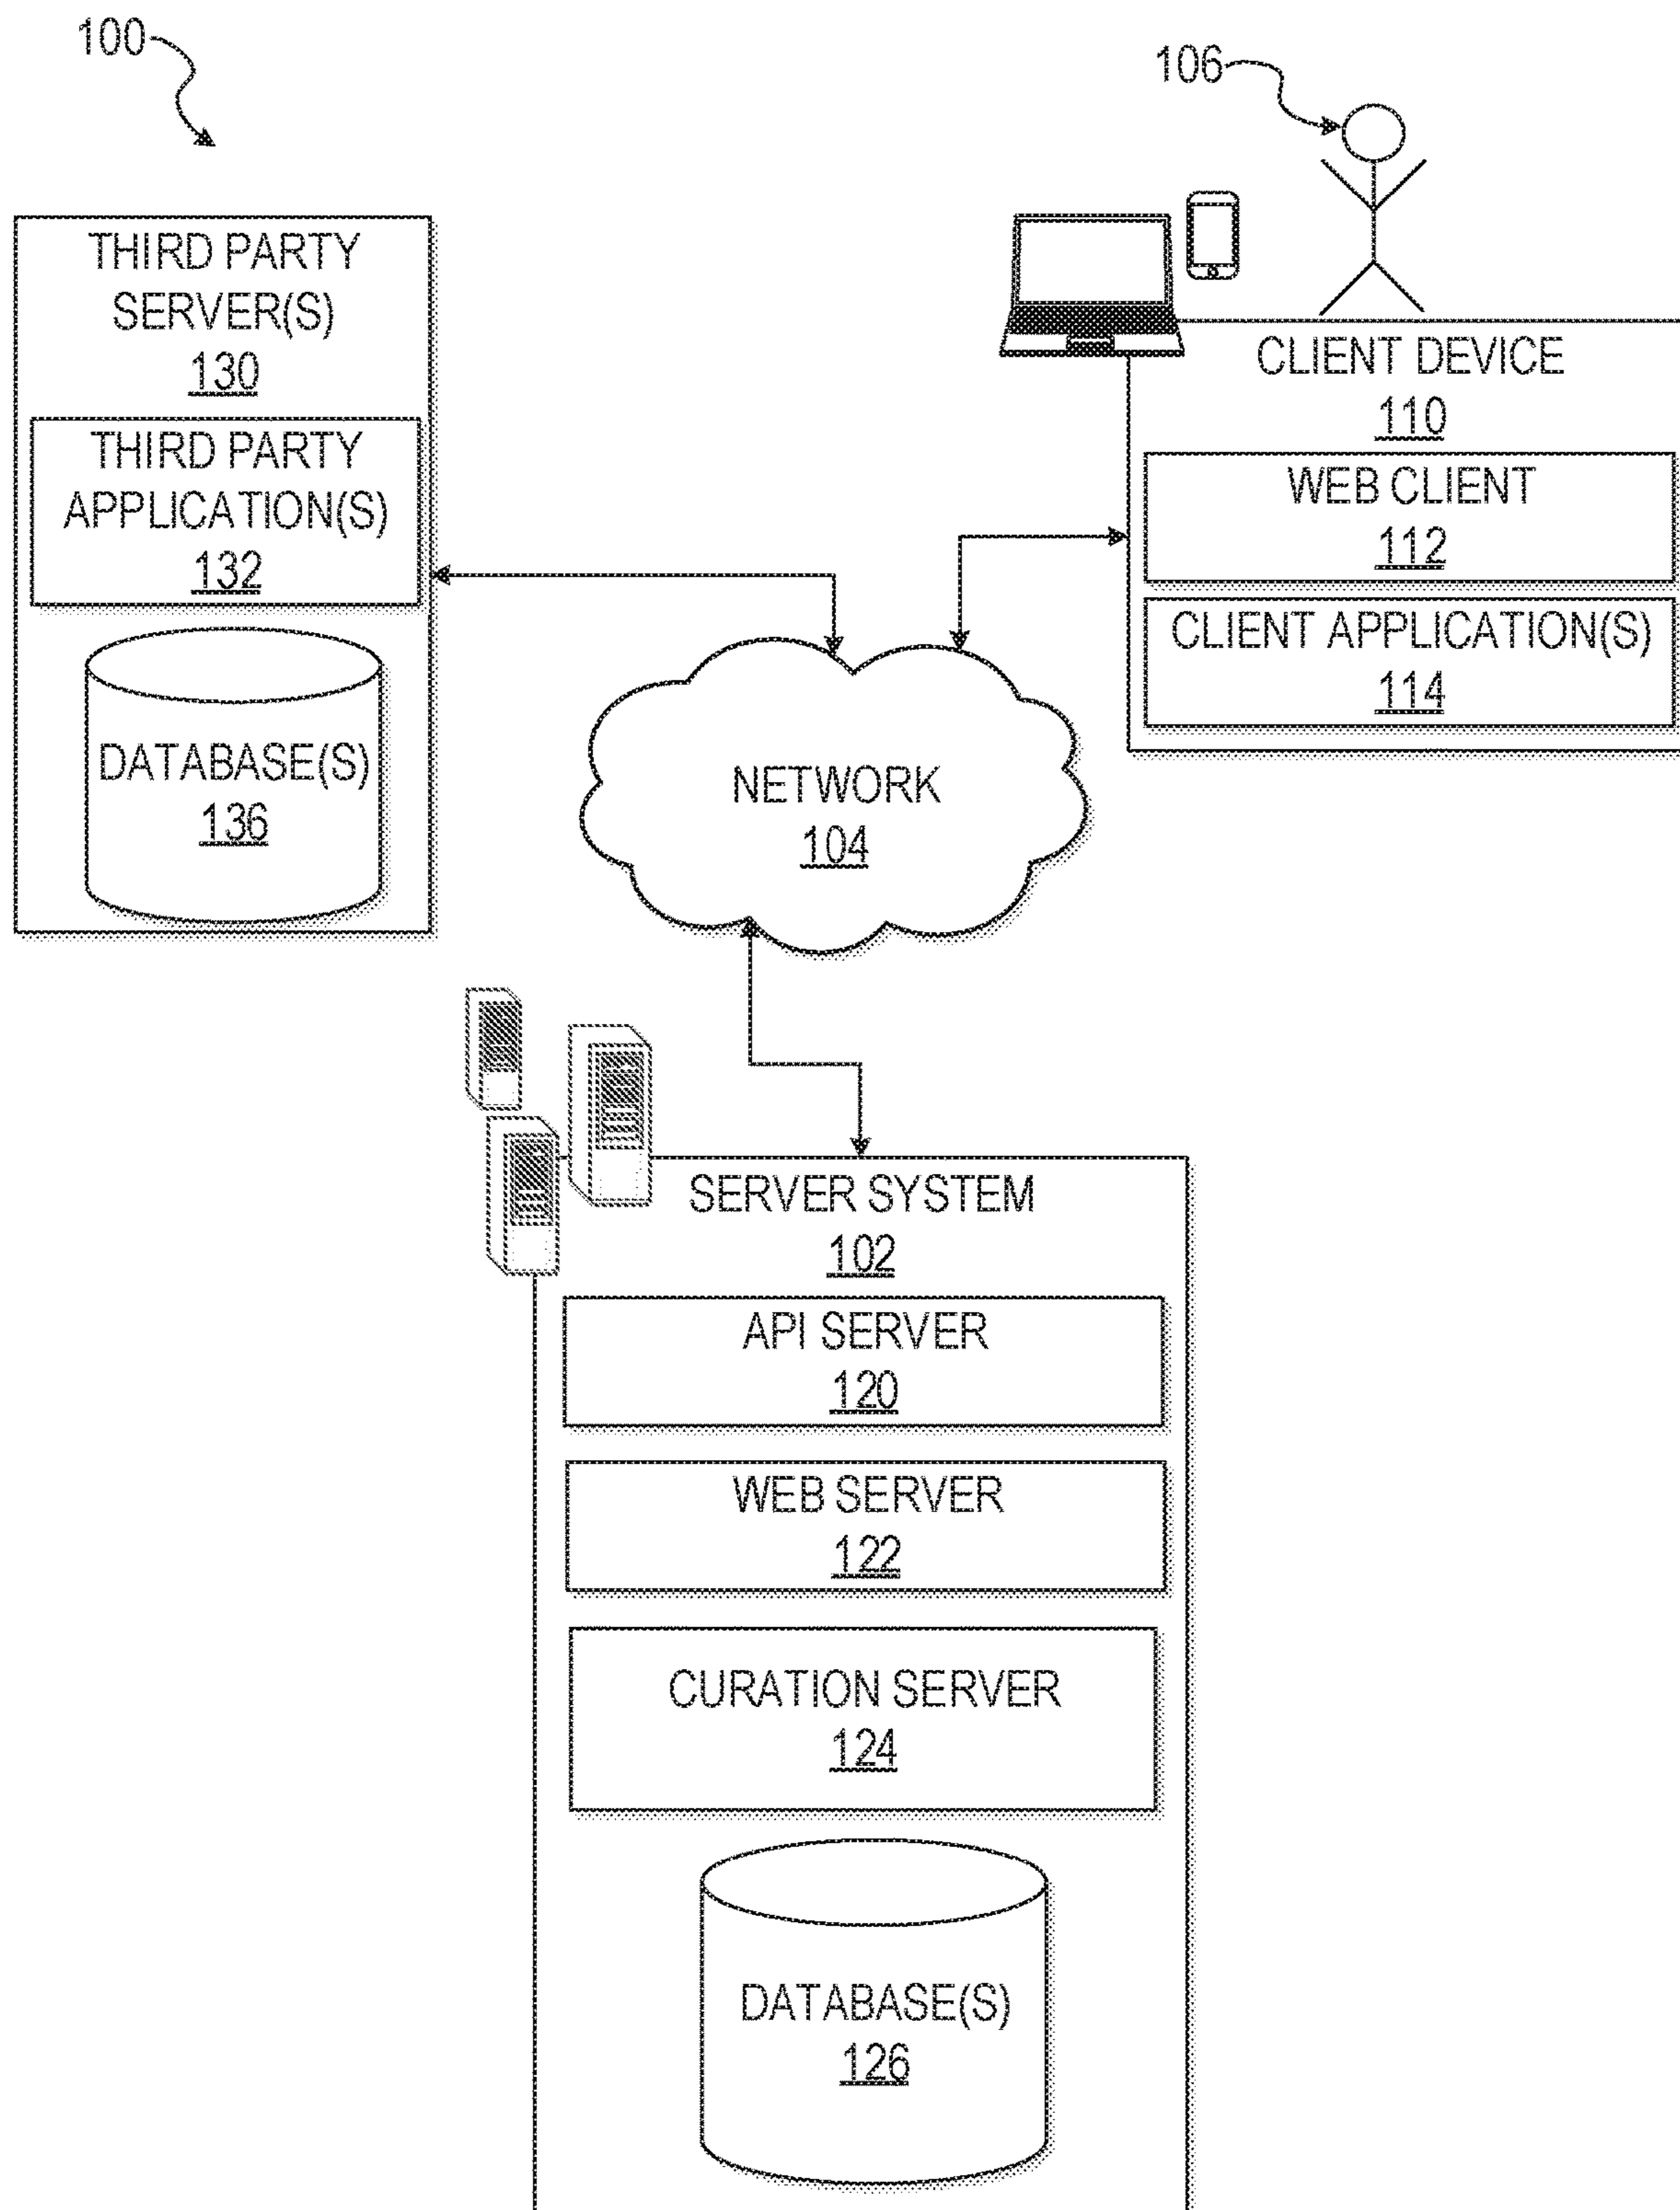 100
106
THIRD PARTY
SERVER(S)
130
THIRD PARTY
APPLICATION(S)
132
DATABASE(S)
136
CLIENT DEVICE
110
WEB CLIENT
112
CLIENT APPLICATION(S)
114
NETWORK
104
SERVER SYSTEM
102
API SERVER
120
WEB SERVER
122
CURATION SERVER
124
DATABASE(S)
126